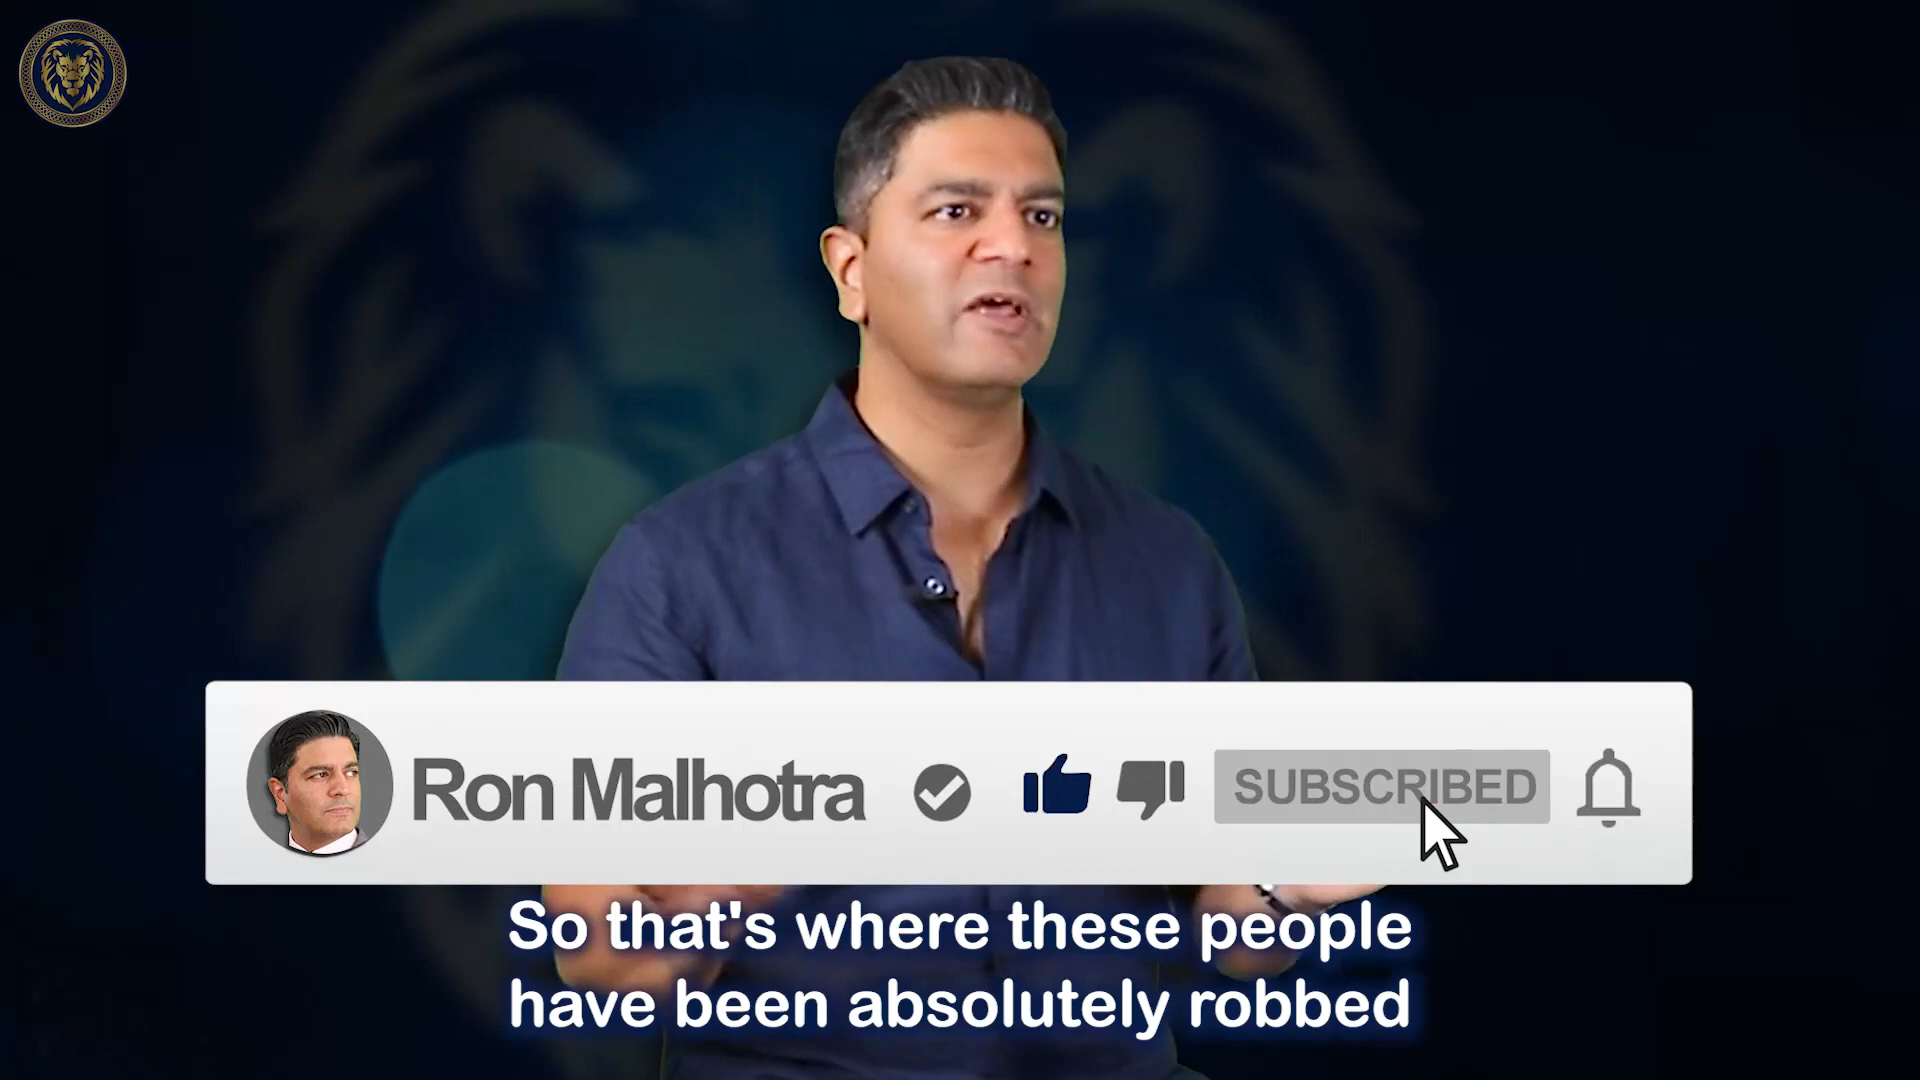 Ron Malhotra
SUBSCRIBED
So that's where these people
have been absolutely robbed